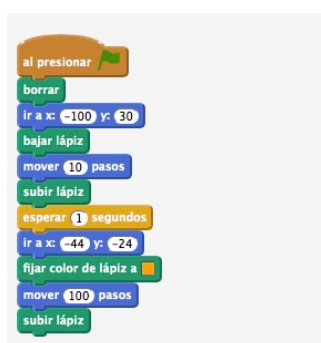 al presionar
borrar
ir a x: -100 y: 30
bajar lápiz
mover 10 pasos
subir lápiz
esperar 1 segundos
ir a x: -44 y: -24
fijar color de lápiz a
mover 100 pasos
subir lápiz